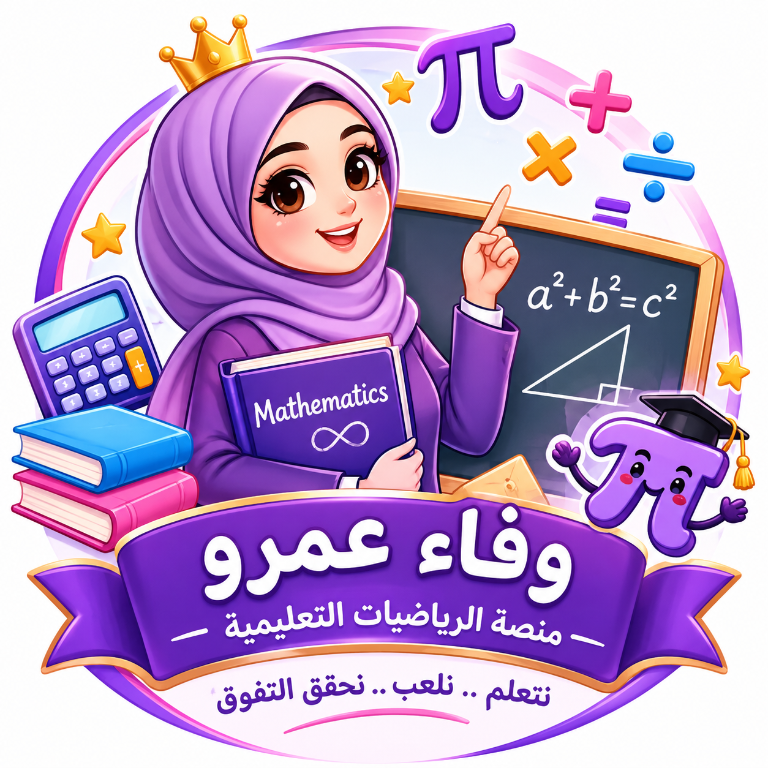 π
+
×
÷
=
a²+b²=c²
Mathematics
∞
وفاء عمرو
منصة الرياضيات التعليمية
نتعلم .. نلعب .. نحقق التفوق